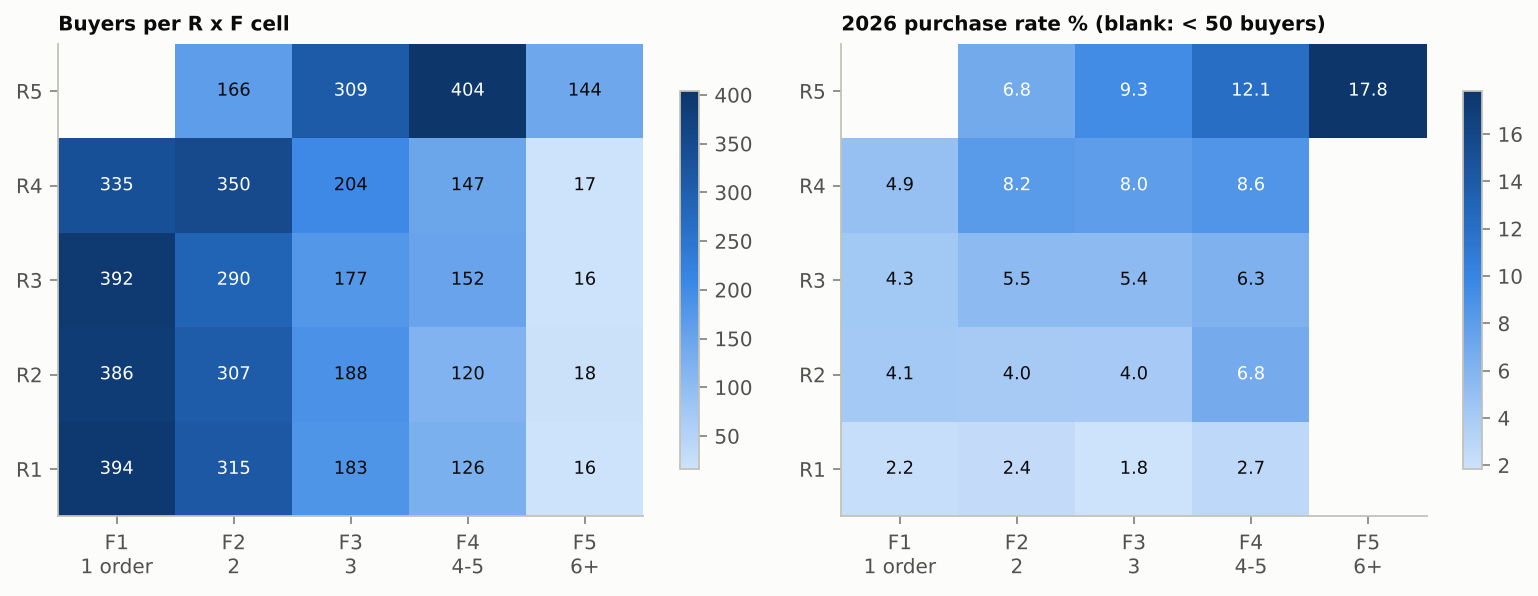 Buyers per R x F cell
R5
166 309 404 144
R4
335 350 204 147 17
R3
392 290 177 152 16
R2
386 307 188 120 18
R1
394 315 183 126 16
F1 F2 F3 F4 F5
1 order 2 3 4-5 6+
400
350
300
250
200
150
100
50
2026 purchase rate % (blank: < 50 buyers)
R5
6.8 9.3 12.1 17.8
R4
4.9 8.2 8.0 8.6
R3
4.3 5.5 5.4 6.3
R2
4.1 4.0 4.0 6.8
R1
2.2 2.4 1.8 2.7
F1 F2 F3 F4 F5
1 order 2 3 4-5 6+
16
14
12
10
8
6
4
2